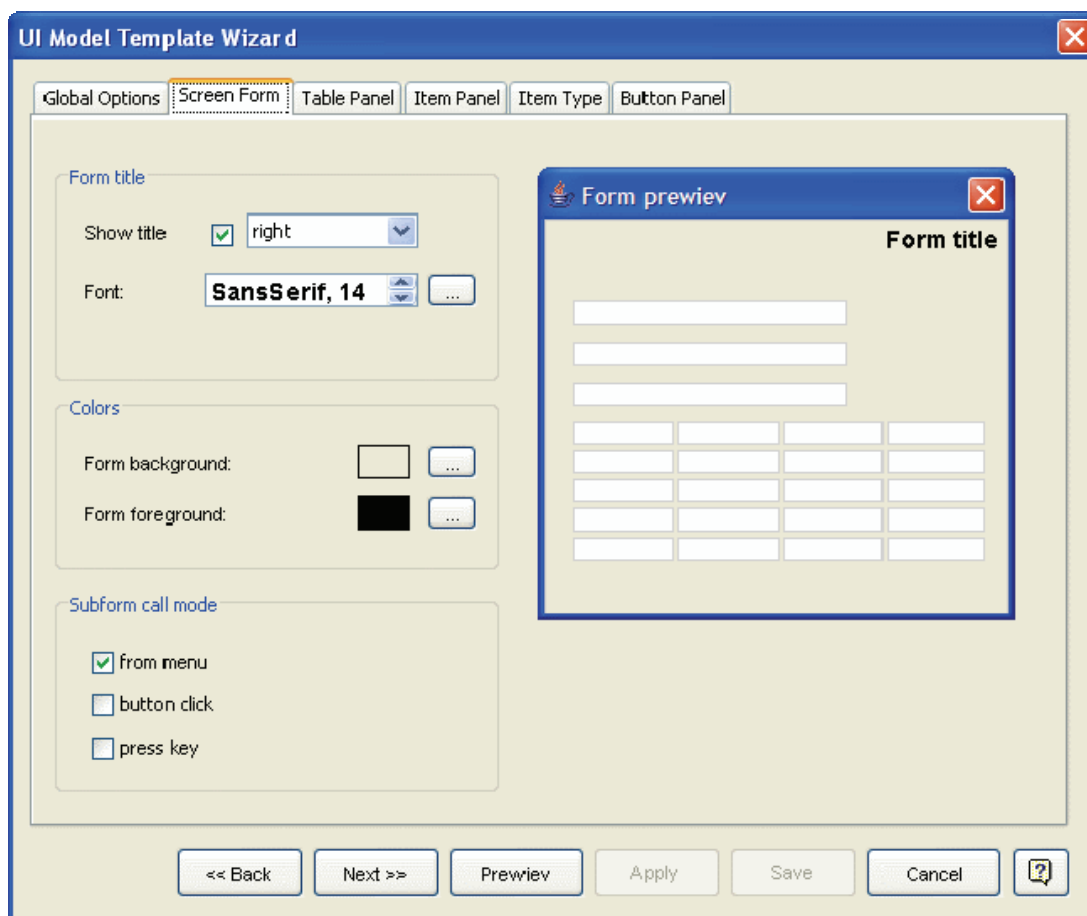 UI Model Template Wizard
Global Options Screen Form Table Panel Item Panel Item Type Button Panel
Form title
Show title right
Font: SansSerif, 14 ...
Colors
Form background: ...
Form foreground: ...
Subform call mode
from menu
button click
press key
Form prewiev
Form title
<< Back Next >> Prewiev Apply Save Cancel ?